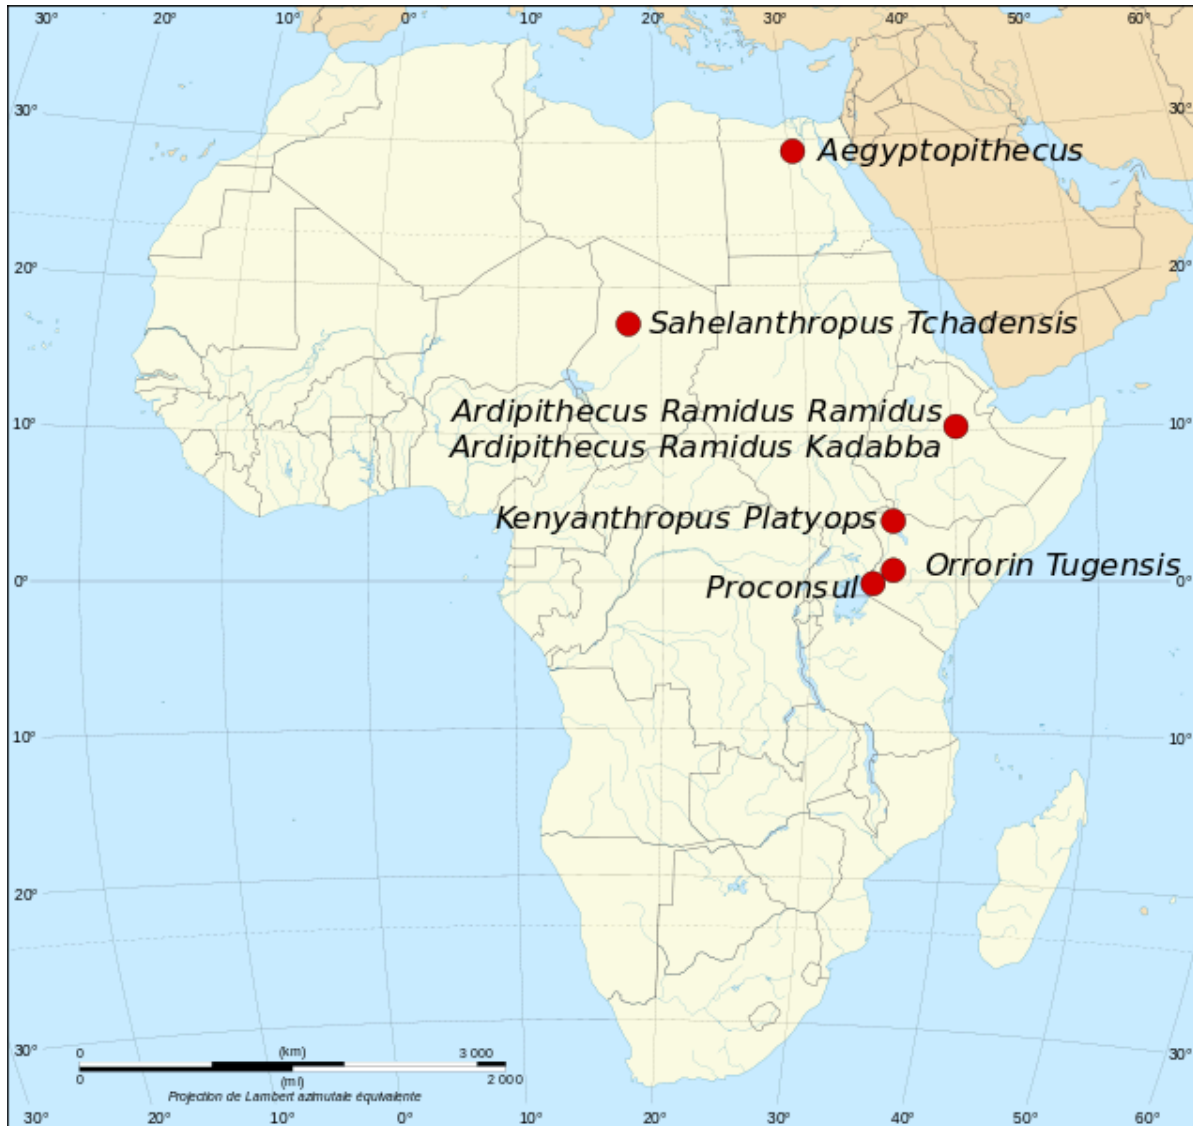 30° 20° 10° 0° 10° 20° 30° 40° 50° 60°
30° 30°
Aegyptopithecus
20° 20°
Sahelanthropus Tchadensis
Ardipithecus Ramidus Ramidus
10° 10°
Ardipithecus Ramidus Kadabba
Kenyanthropus Platyops
Orrorin Tugensis
0° 0°
Proconsul
10° 10°
20° 20°
30° 30°
0 (km) 3 000
0 (mi) 2 000
Projection de Lambert azimutale équivalente
30° 20° 10° 0° 10° 20° 30° 40° 50° 60°